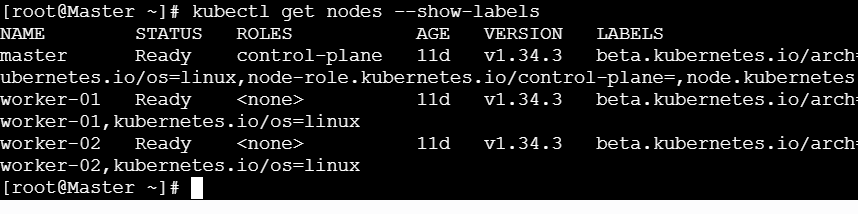 [root@Master ~]# kubectl get nodes --show-labels
NAME STATUS ROLES AGE VERSION LABELS
master Ready control-plane 11d v1.34.3 beta.kubernetes.io/arch=
ubernetes.io/os=linux,node-role.kubernetes.io/control-plane=,node.kubernetes
worker-01 Ready <none> 11d v1.34.3 beta.kubernetes.io/arch=
worker-01,kubernetes.io/os=linux
worker-02 Ready <none> 11d v1.34.3 beta.kubernetes.io/arch=
worker-02,kubernetes.io/os=linux
[root@Master ~]#